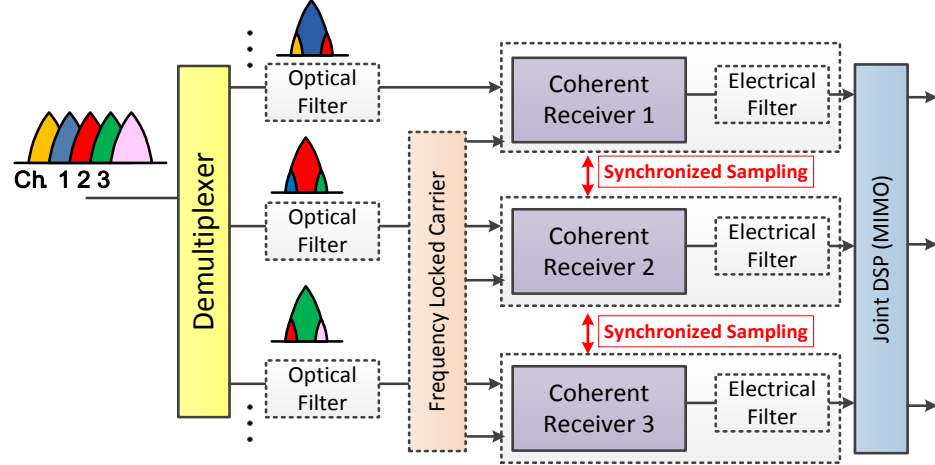 Ch. 1 2 3
Demultiplexer
Optical
Filter
Optical
Filter
Optical
Filter
Frequency Locked Carrier
Coherent
Receiver 1
Electrical
Filter
Synchronized Sampling
Coherent
Receiver 2
Electrical
Filter
Synchronized Sampling
Coherent
Receiver 3
Electrical
Filter
Joint DSP (MIMO)